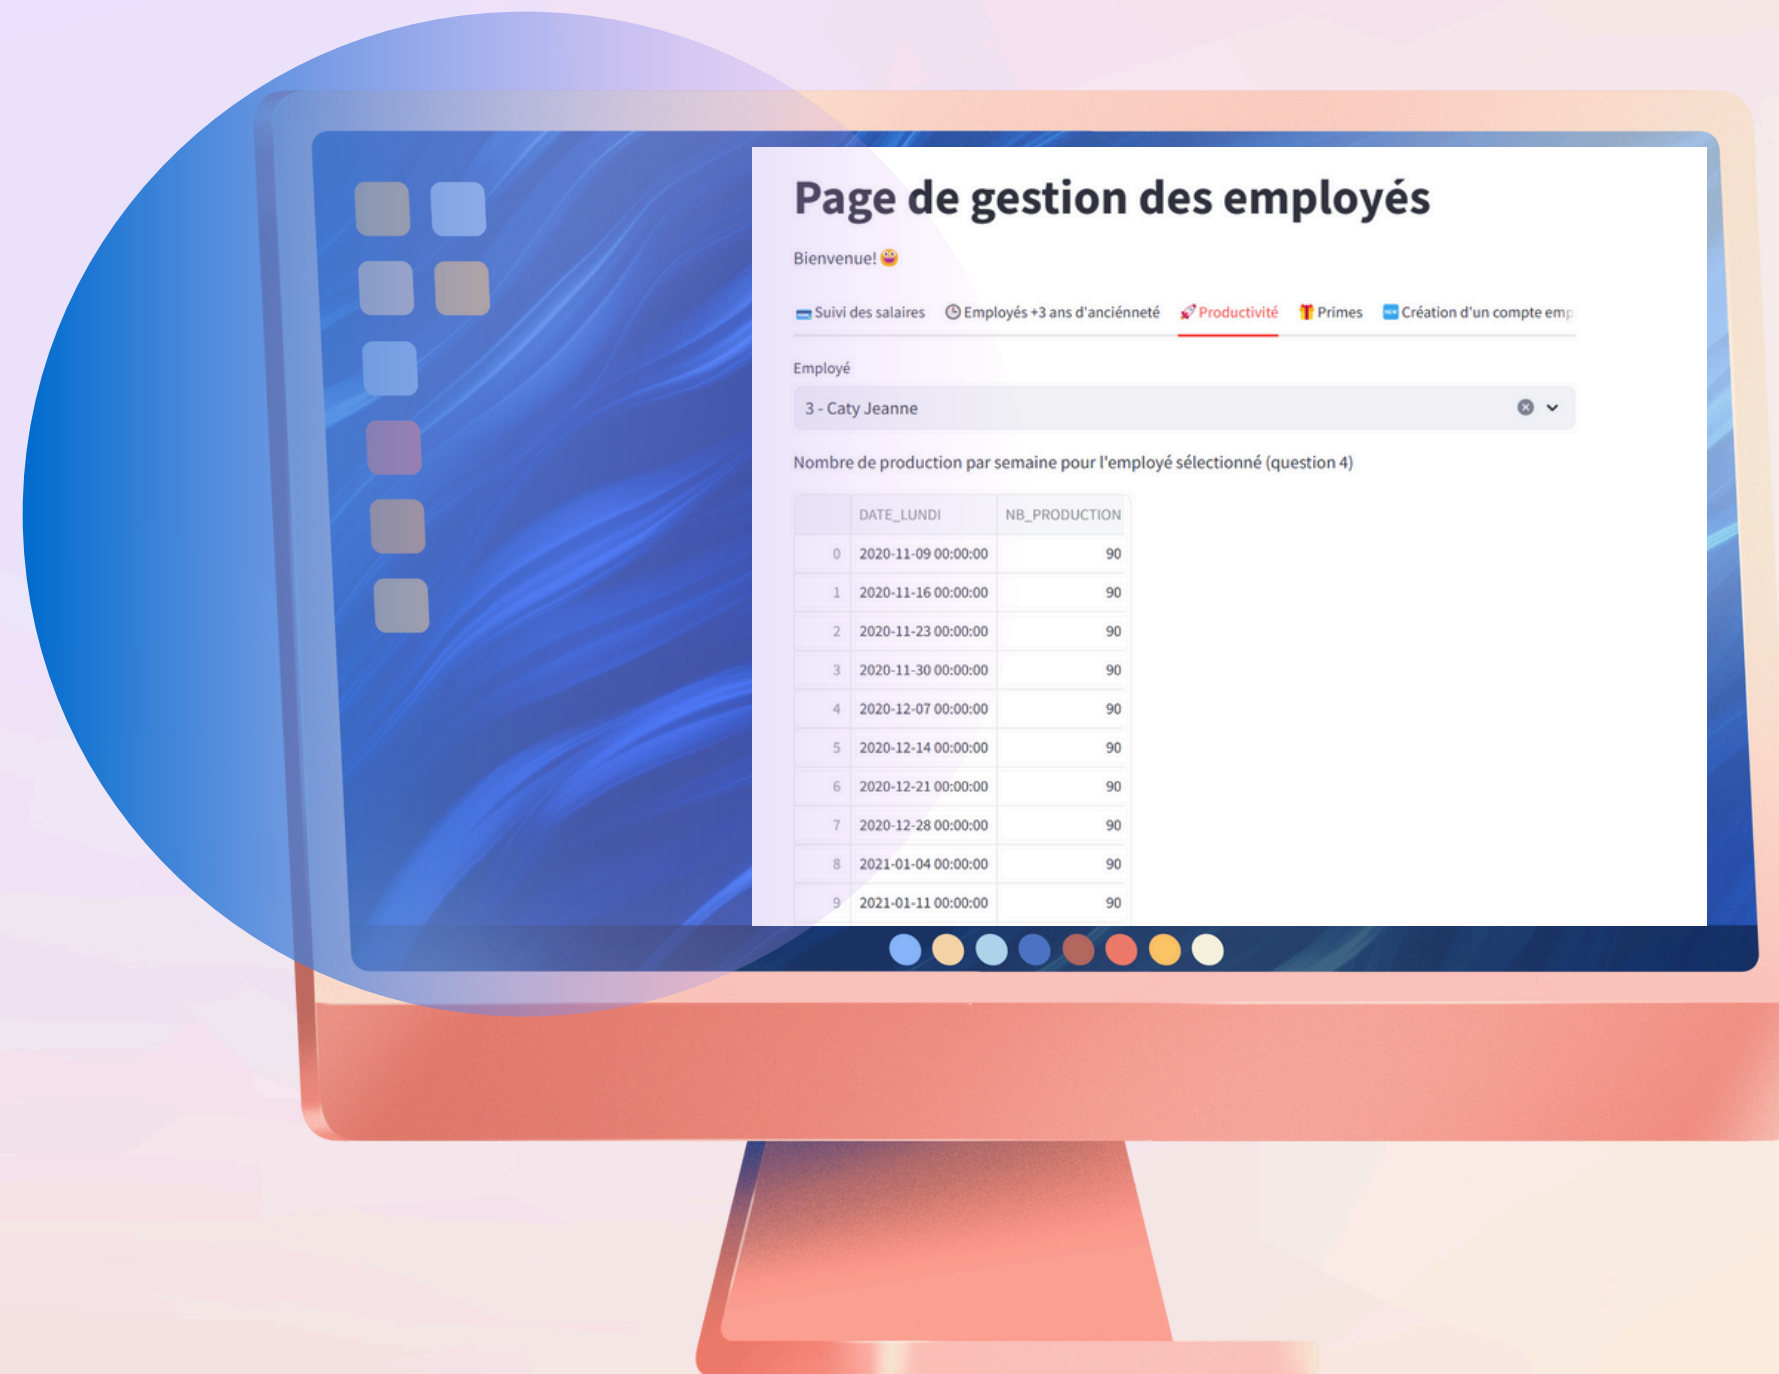 Page de gestion des employés
Bienvenue!
Suivi des salaires Employés +3 ans d'anciénneté Productivité Primes Création d'un compte emp
Employé
3 - Caty Jeanne
Nombre de production par semaine pour l'employé sélectionné (question 4)
DATE_LUNDI NB_PRODUCTION
0 2020-11-09 00:00:00 90
1 2020-11-16 00:00:00 90
2 2020-11-23 00:00:00 90
3 2020-11-30 00:00:00 90
4 2020-12-07 00:00:00 90
5 2020-12-14 00:00:00 90
6 2020-12-21 00:00:00 90
7 2020-12-28 00:00:00 90
8 2021-01-04 00:00:00 90
9 2021-01-11 00:00:00 90